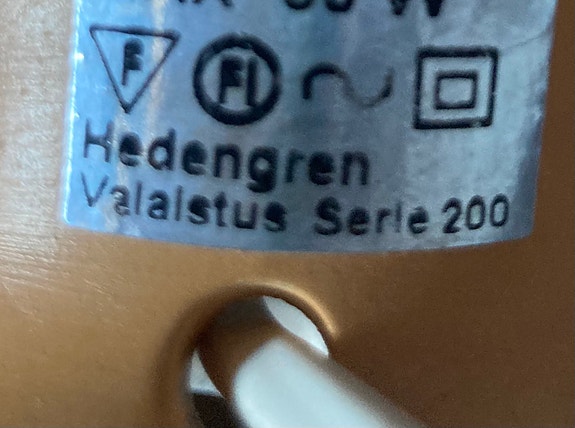 F FI
Hedengren
Valaistus Serie 200